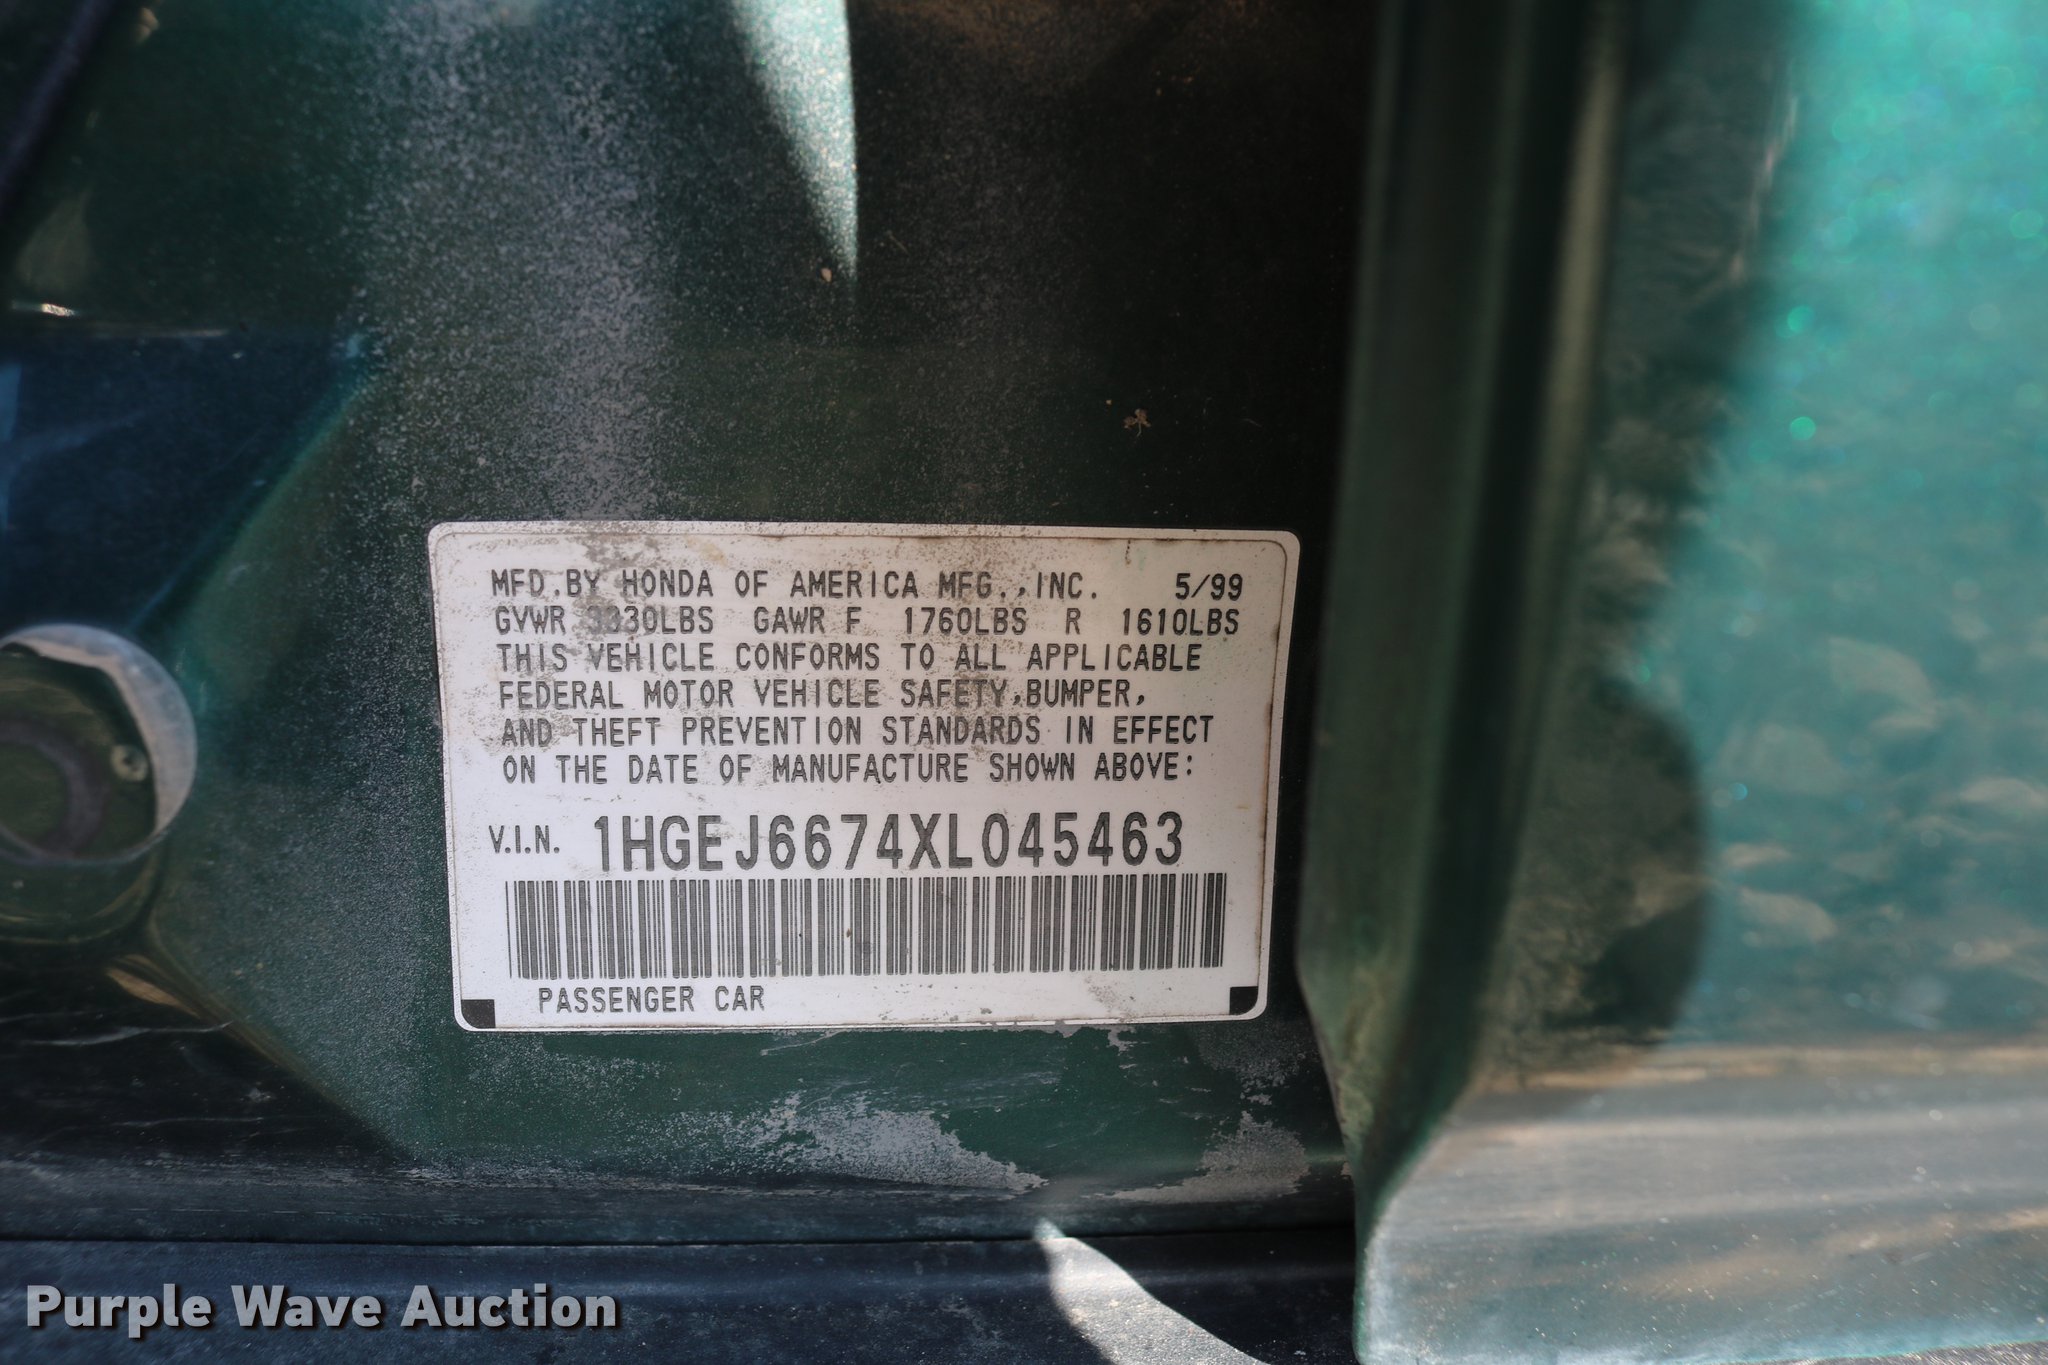 MFD.BY HONDA OF AMERICA MFG.,INC. 5/99
GVWR 3330LBS GAWR F 1760LBS R 1610LBS
THIS VEHICLE CONFORMS TO ALL APPLICABLE
FEDERAL MOTOR VEHICLE SAFETY,BUMPER,
AND THEFT PREVENTION STANDARDS IN EFFECT
ON THE DATE OF MANUFACTURE SHOWN ABOVE:
V.I.N. 1HGEJ6674XL045463
PASSENGER CAR
Purple Wave Auction